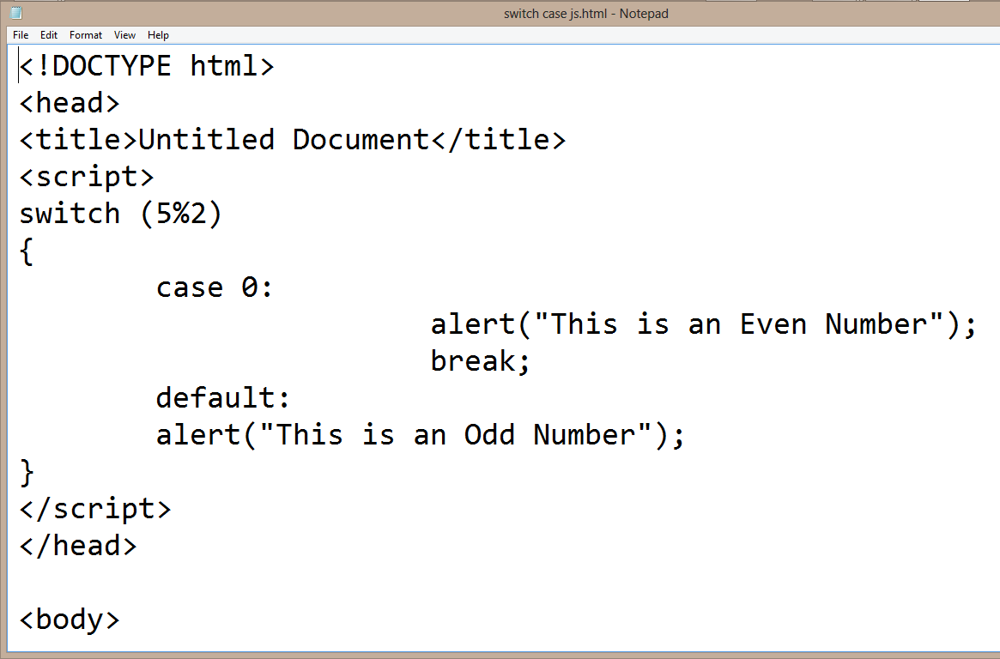 switch case js.html - Notepad
File Edit Format View Help
<!DOCTYPE html>
<head>
<title>Untitled Document</title>
<script>
switch (5%2)
{
case 0:
alert("This is an Even Number");
break;
default:
alert("This is an Odd Number");
}
</script>
</head>
<body>